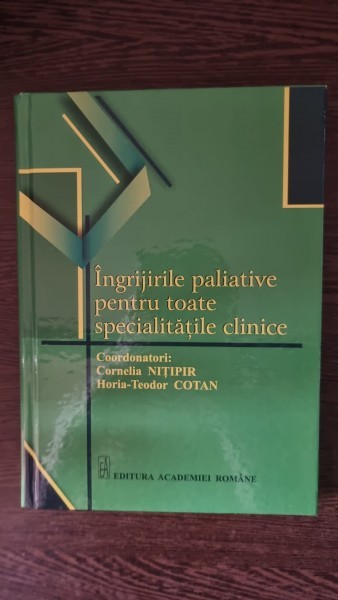 Îngrijirile paliative
pentru toate
specialitățile clinice
Coordonatori:
Cornelia NIȚIPIR
Horia-Teodor COTAN
EA EDITURA ACADEMIEI ROMÂNE